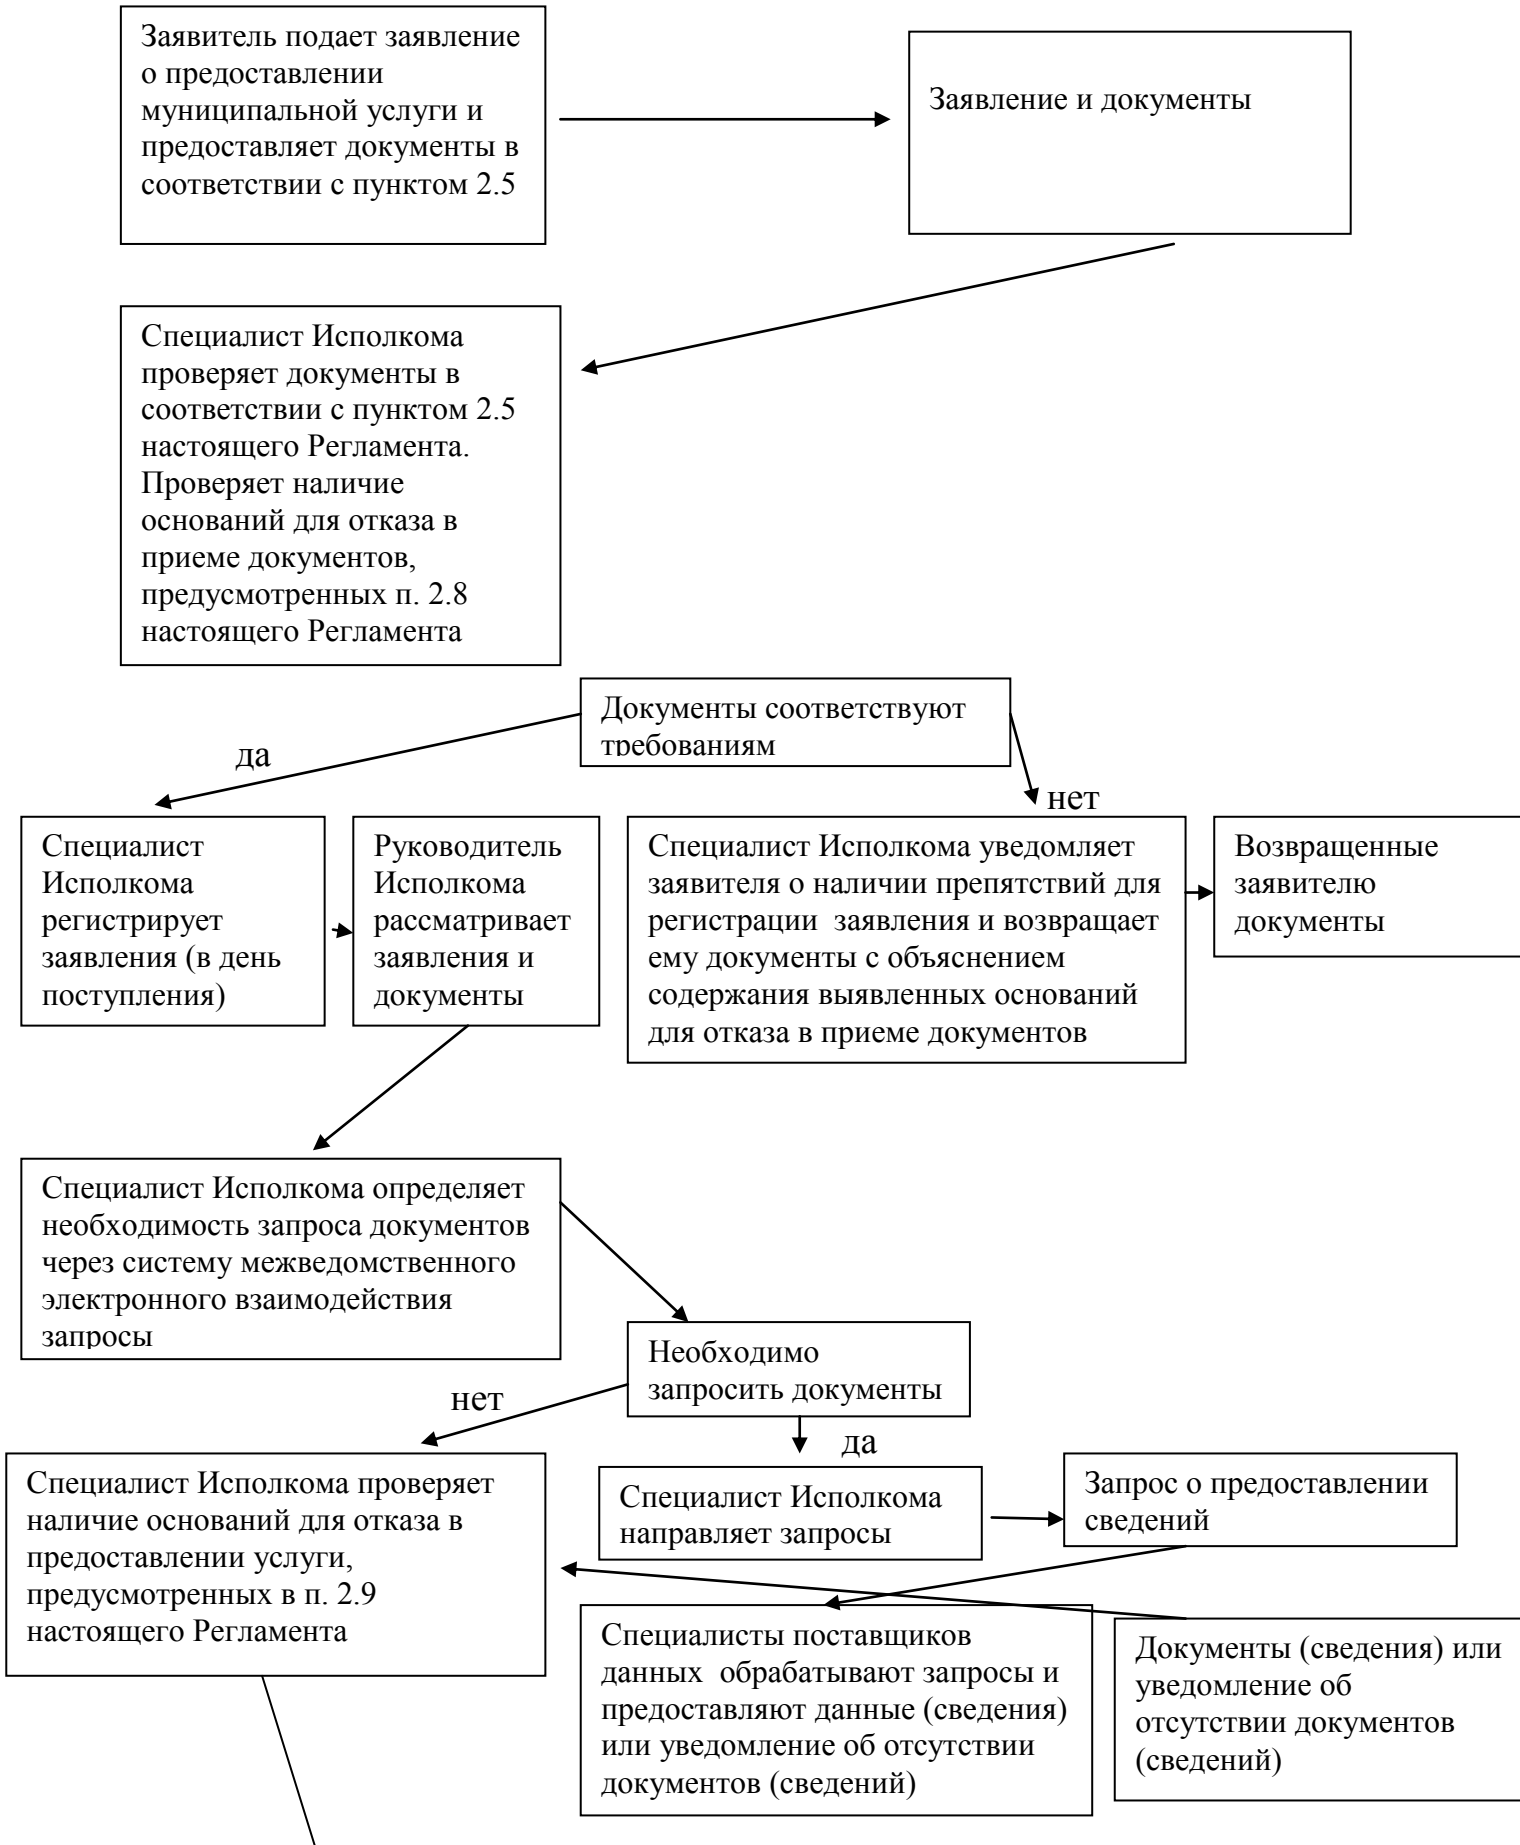 Заявитель подает заявление
о предоставлении
муниципальной услуги и
предоставляет документы в
соответствии с пунктом 2.5
Заявление и документы
Специалист Исполкома
проверяет документы в
соответствии с пунктом 2.5
настоящего Регламента.
Проверяет наличие
оснований для отказа в
приеме документов,
предусмотренных п. 2.8
настоящего Регламента
Документы соответствуют
требованиям
да
нет
Специалист
Исполкома
регистрирует
заявления (в день
поступления)
Руководитель
Исполкома
рассматривает
заявления и
документы
Специалист Исполкома уведомляет
заявителя о наличии препятствий для
регистрации  заявления и возвращает
ему документы с объяснением
содержания выявленных оснований
для отказа в приеме документов
Возвращенные
заявителю
документы
Специалист Исполкома определяет
необходимость запроса документов
через систему межведомственного
электронного взаимодействия
запросы
Необходимо
запросить документы
нет
да
Специалист Исполкома проверяет
наличие оснований для отказа в
предоставлении услуги,
предусмотренных в п. 2.9
настоящего Регламента
Специалист Исполкома
направляет запросы
Запрос о предоставлении
сведений
Специалисты поставщиков
данных  обрабатывают запросы и
предоставляют данные (сведения)
или уведомление об отсутствии
документов (сведений)
Документы (сведения) или
уведомление об
отсутствии документов
(сведений)